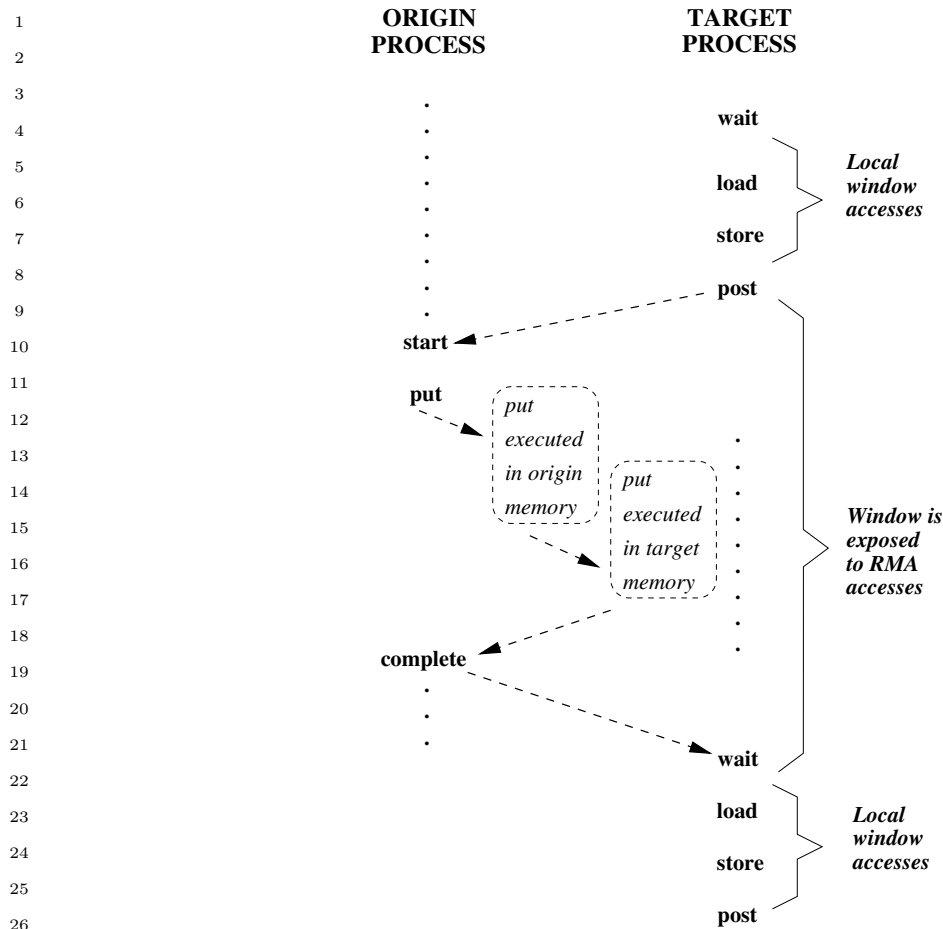 1
2
3
4
5
6
7
8
9
10
11
12
13
14
15
16
17
18
19
20
21
22
23
24
25
26
ORIGIN
PROCESS
TARGET
PROCESS
wait
load
store
Local
window
accesses
post
start
put
put
executed
in origin
memory
put
executed
in target
memory
Window is
exposed
to RMA
accesses
complete
wait
load
store
Local
window
accesses
post